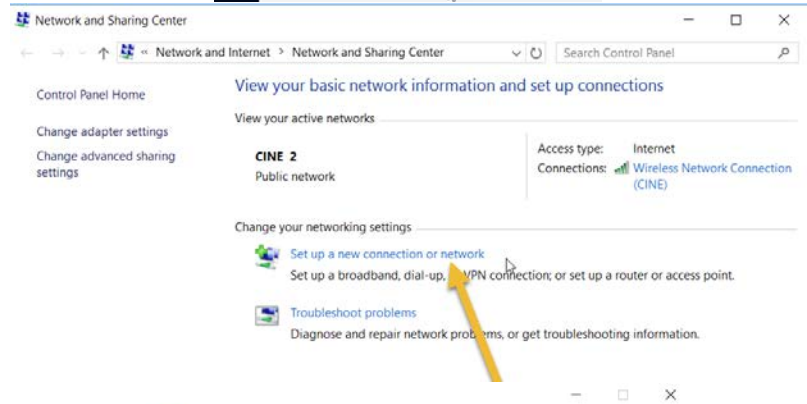 Network and Sharing Center
« Network and Internet > Network and Sharing Center
Search Control Panel
Control Panel Home
Change adapter settings
Change advanced sharing
settings
View your basic network information and set up connections
View your active networks
CINE 2
Public network
Access type: Internet
Connections: Wireless Network Connection
(CINE)
Change your networking settings
Set up a new connection or network
Set up a broadband, dial-up, VPN connection; or set up a router or access point.
Troubleshoot problems
Diagnose and repair network problems, or get troubleshooting information.